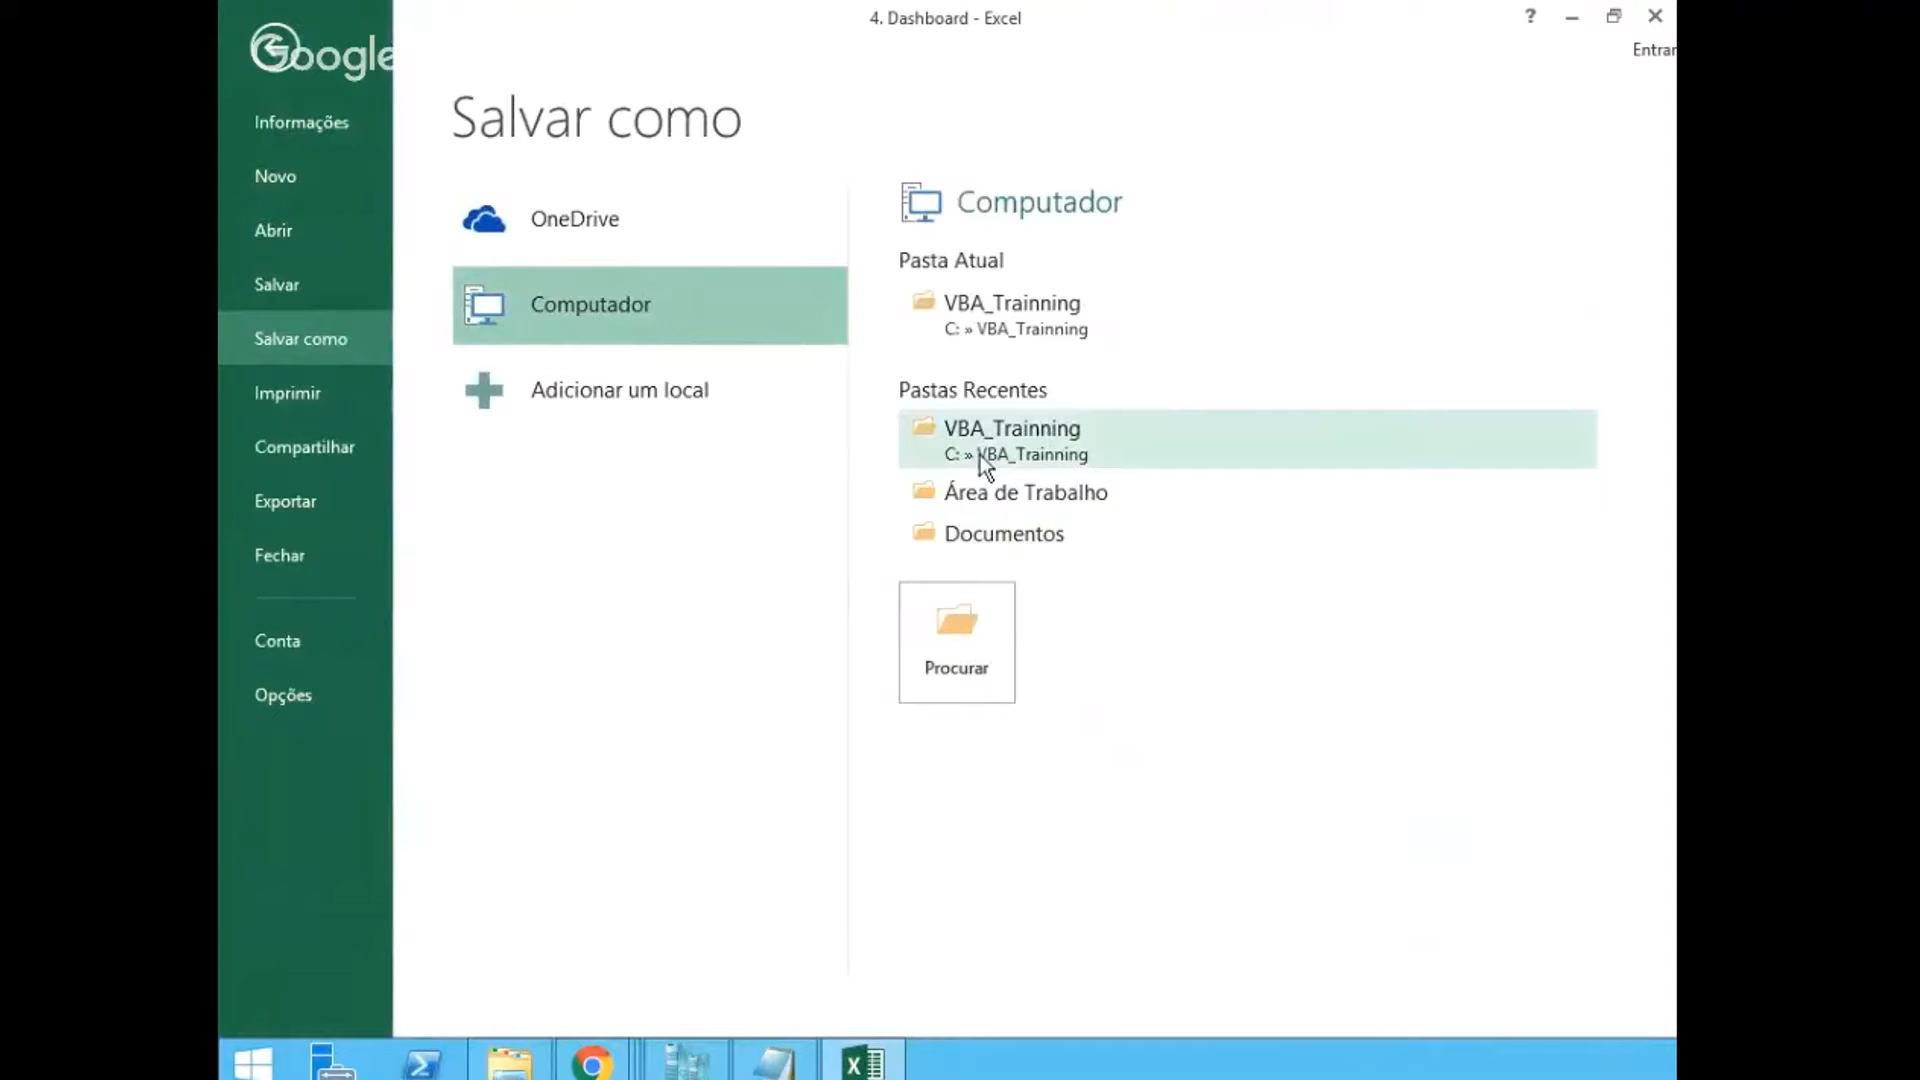 4. Dashboard - Excel
?
Entrar
Google
Informações
Novo
Abrir
Salvar
Salvar como
Imprimir
Compartilhar
Exportar
Fechar
Conta
Opções
Salvar como
OneDrive
Computador
Adicionar um local
Computador
Pasta Atual
VBA_Trainning
C: » VBA_Trainning
Pastas Recentes
VBA_Trainning
C: » VBA_Trainning
Área de Trabalho
Documentos
Procurar